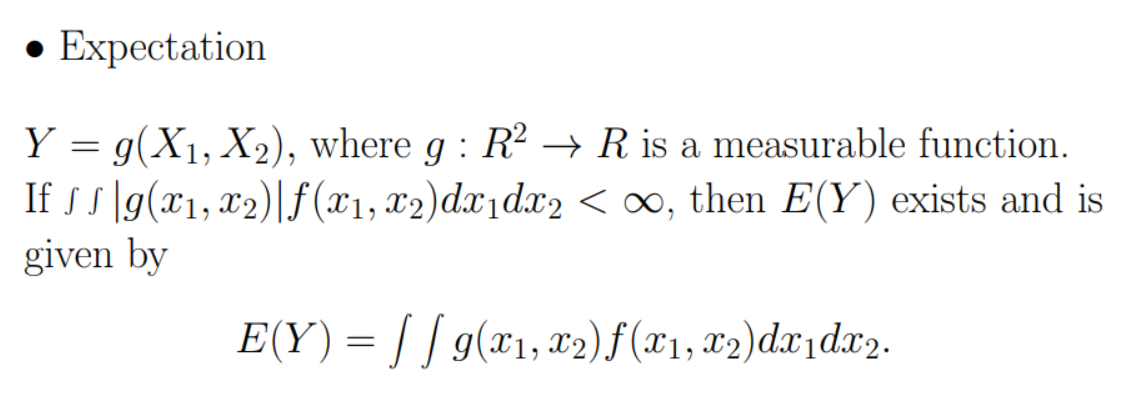 • Expectation
Y = g(X₁, X₂), where g : R² → R is a measurable function.
If ∫ ∫ |g(x₁, x₂)|f(x₁, x₂)dx₁dx₂ < ∞, then E(Y) exists and is
given by
E(Y) = ∫ ∫ g(x₁, x₂)f(x₁, x₂)dx₁dx₂.